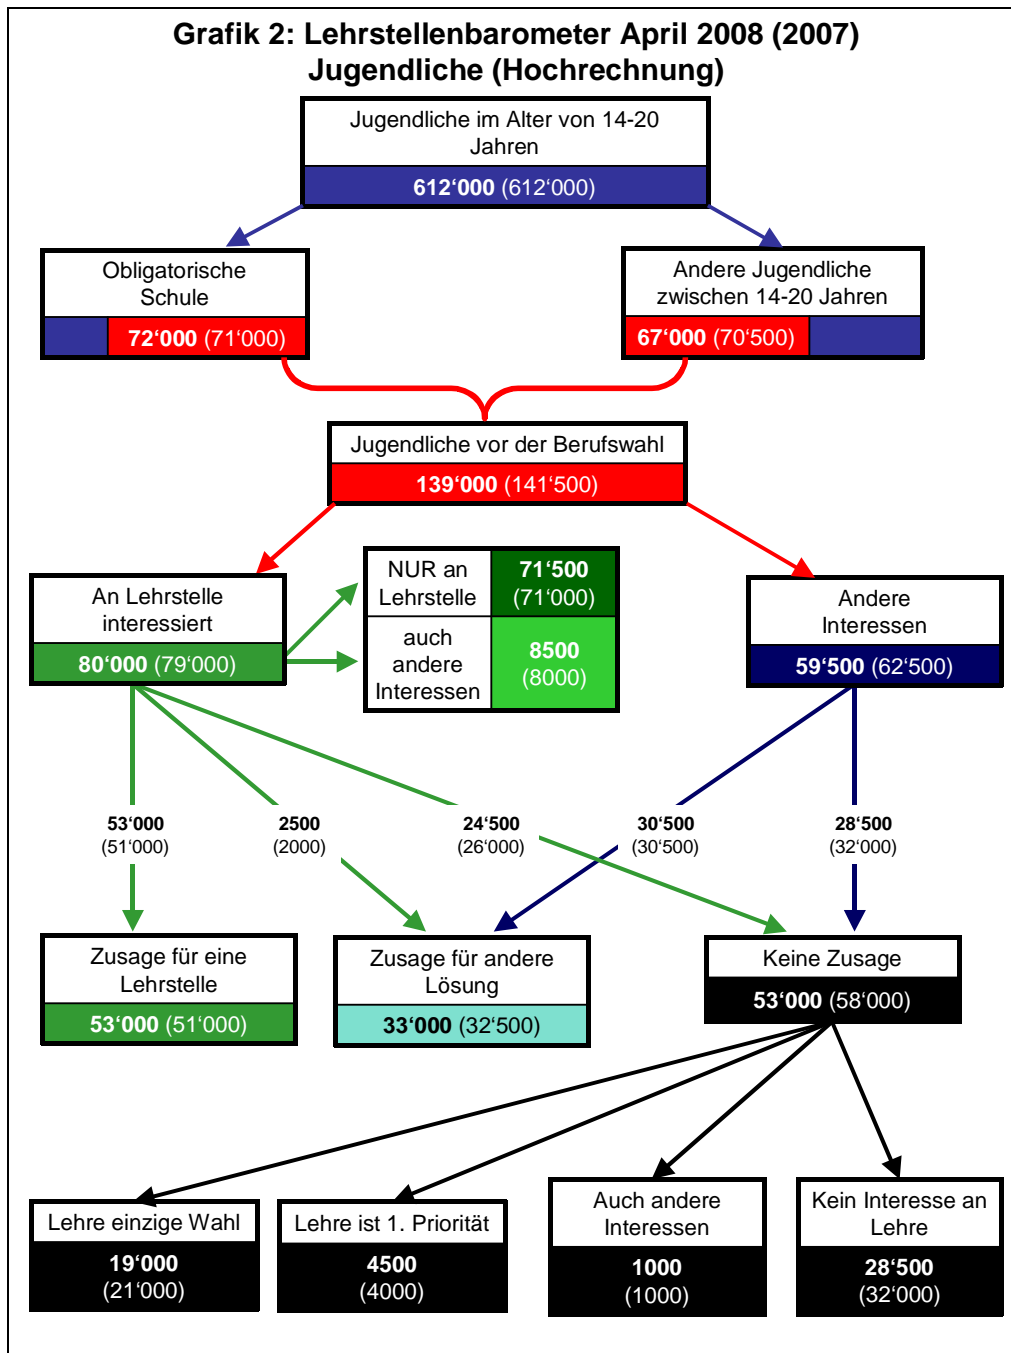 Grafik 2: Lehrstellenbarometer April 2008 (2007)
Jugendliche (Hochrechnung)
Jugendliche im Alter von 14-20
Jahren
612‘000 (612‘000)
Obligatorische
Schule
72‘000 (71‘000)
Andere Jugendliche
zwischen 14-20 Jahren
67‘000 (70‘500)
Jugendliche vor der Berufswahl
139‘000 (141‘500)
An Lehrstelle
interessiert
80‘000 (79‘000)
NUR an
Lehrstelle
71‘500
(71‘000)
auch
andere
Interessen
8500
(8000)
Andere
Interessen
59‘500 (62‘500)
53‘000
(51‘000)
2500
(2000)
24‘500
(26‘000)
30‘500
(30‘500)
28‘500
(32‘000)
Zusage für eine
Lehrstelle
53‘000 (51‘000)
Zusage für andere
Lösung
33‘000 (32‘500)
Keine Zusage
53‘000 (58‘000)
Lehre einzige Wahl
19‘000
(21‘000)
Lehre ist 1. Priorität
4500
(4000)
Auch andere
Interessen
1000
(1000)
Kein Interesse an
Lehre
28‘500
(32‘000)